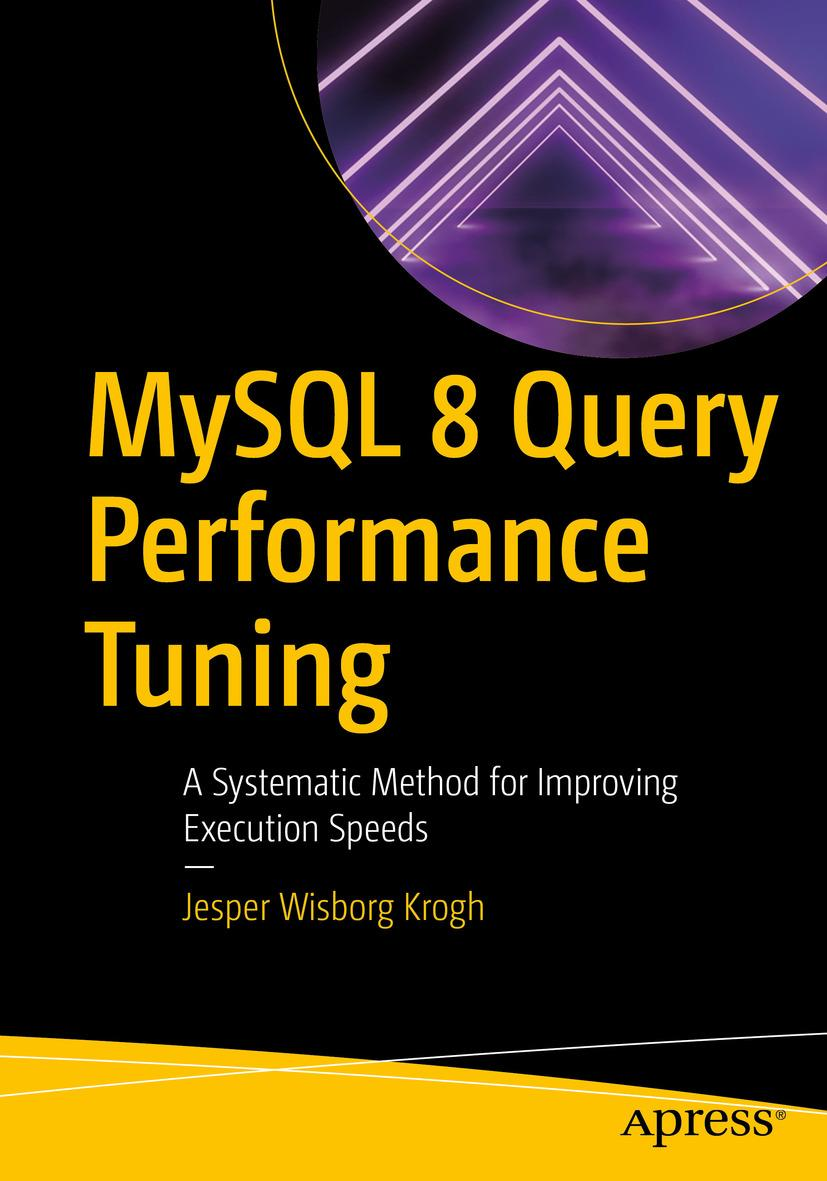 MySQL 8 Query
Performance
Tuning
A Systematic Method for Improving
Execution Speeds
—
Jesper Wisborg Krogh
Apress®